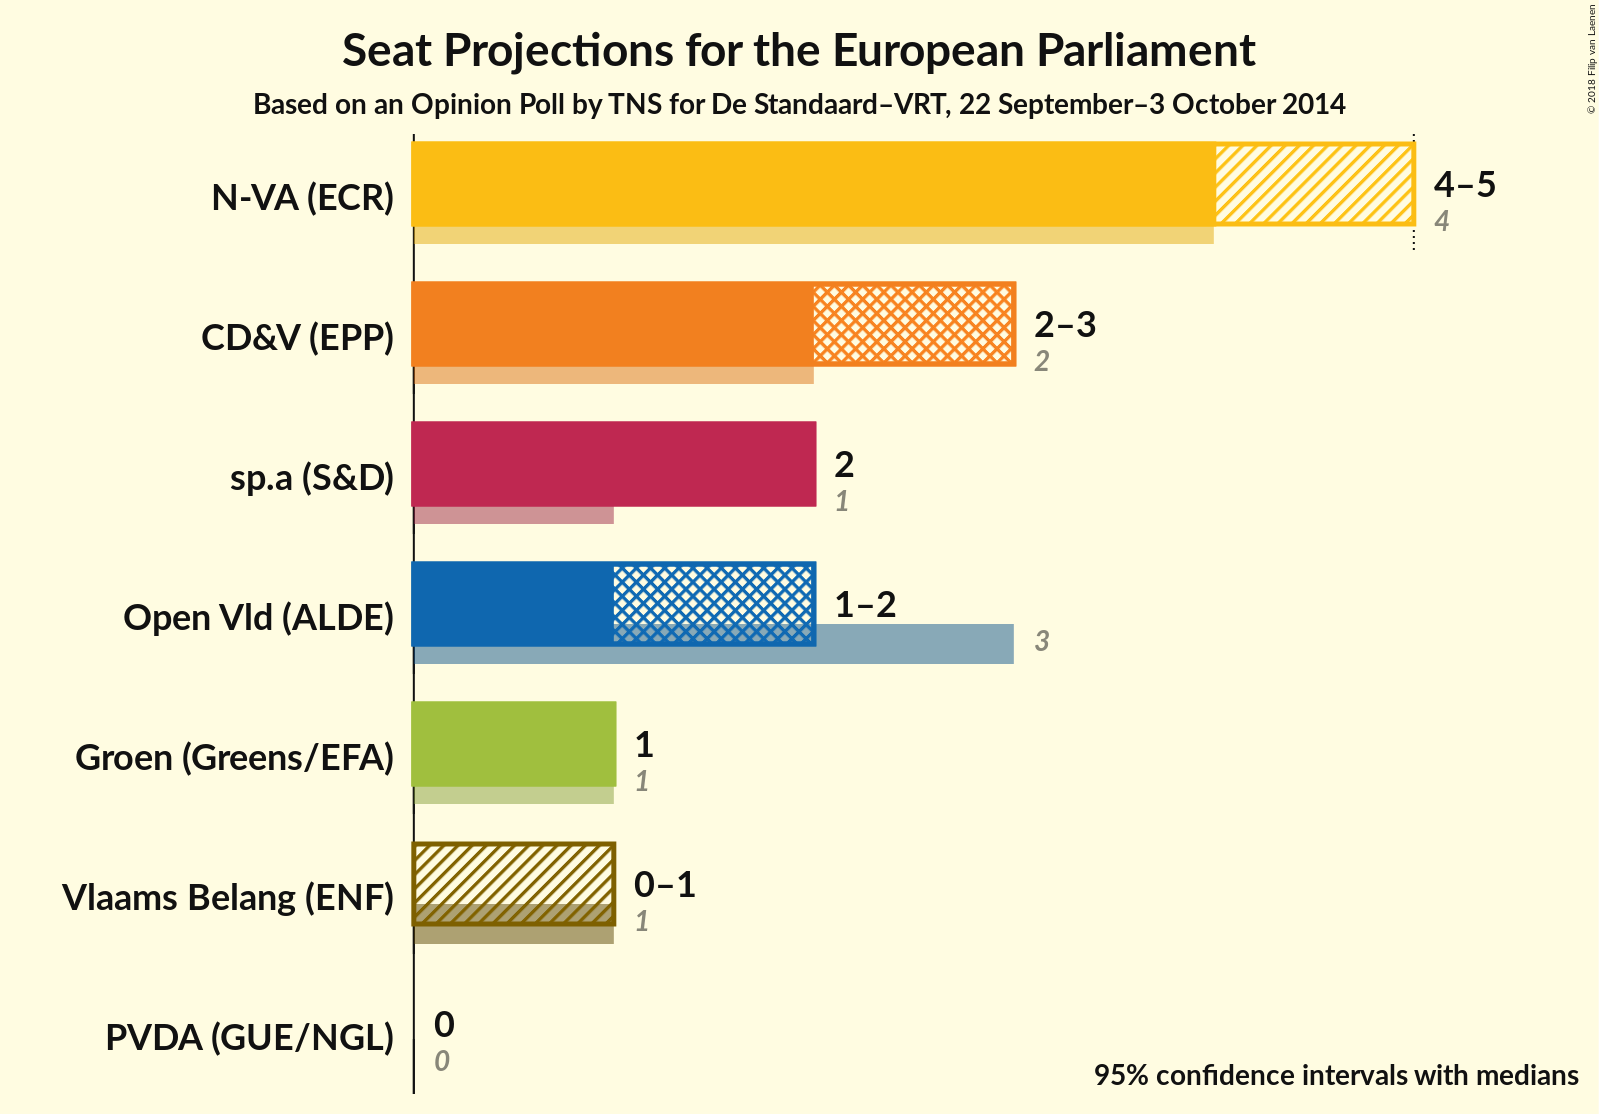 Seat Projections for the European Parliament
Based on an Opinion Poll by TNS for De Standaard–VRT, 22 September–3 October 2014
© 2018 Filip van Laenen
N-VA (ECR)
4–5
4
CD&V (EPP)
2–3
2
sp.a (S&D)
2
1
Open Vld (ALDE)
1–2
3
Groen (Greens/EFA)
1
1
Vlaams Belang (ENF)
0–1
1
PVDA (GUE/NGL)
0
0
95% confidence intervals with medians